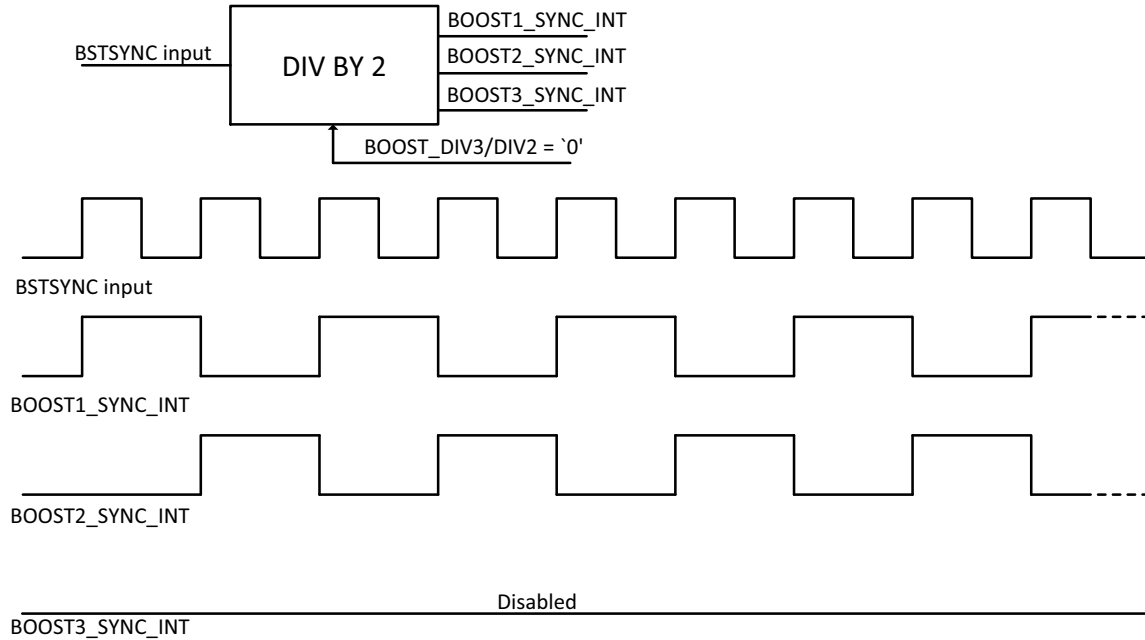 BOOST1_SYNC_INT
BSTSYNC input
DIV BY 2
BOOST2_SYNC_INT
BOOST3_SYNC_INT
BOOST_DIV3/DIV2 = `0'
BSTSYNC input
BOOST1_SYNC_INT
BOOST2_SYNC_INT
Disabled
BOOST3_SYNC_INT